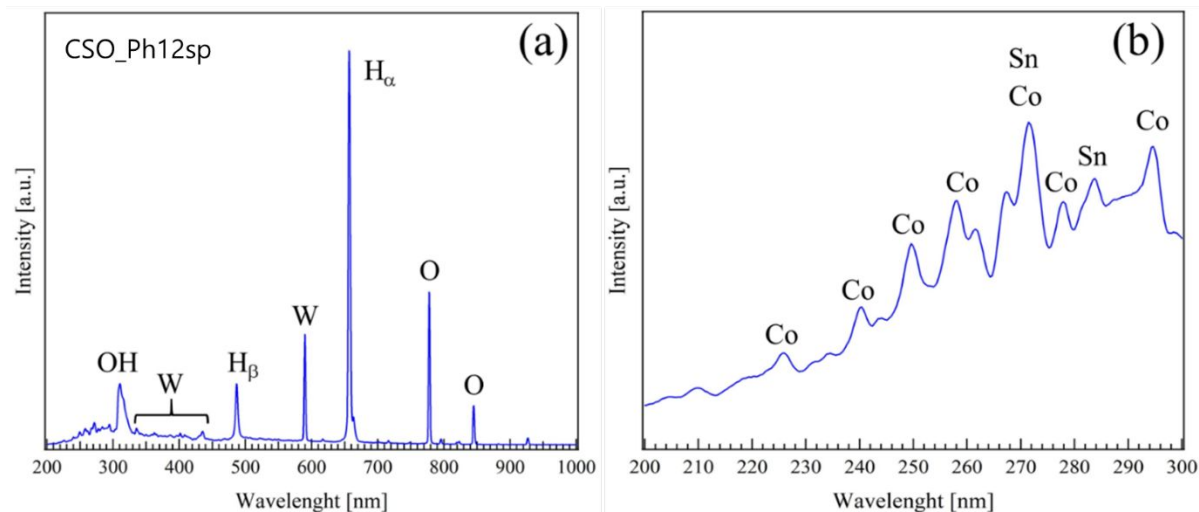 CSO_Ph12sp
(a)
Hα
O
W
OH
W
Hβ
O
Intensity [a.u.]
200 300 400 500 600 700 800 900 1000
Wavelenght [nm]
(b)
Sn
Co
Co
Sn
Co
Co
Co
Co
Co
Intensity [a.u.]
200 210 220 230 240 250 260 270 280 290 300
Wavelenght [nm]